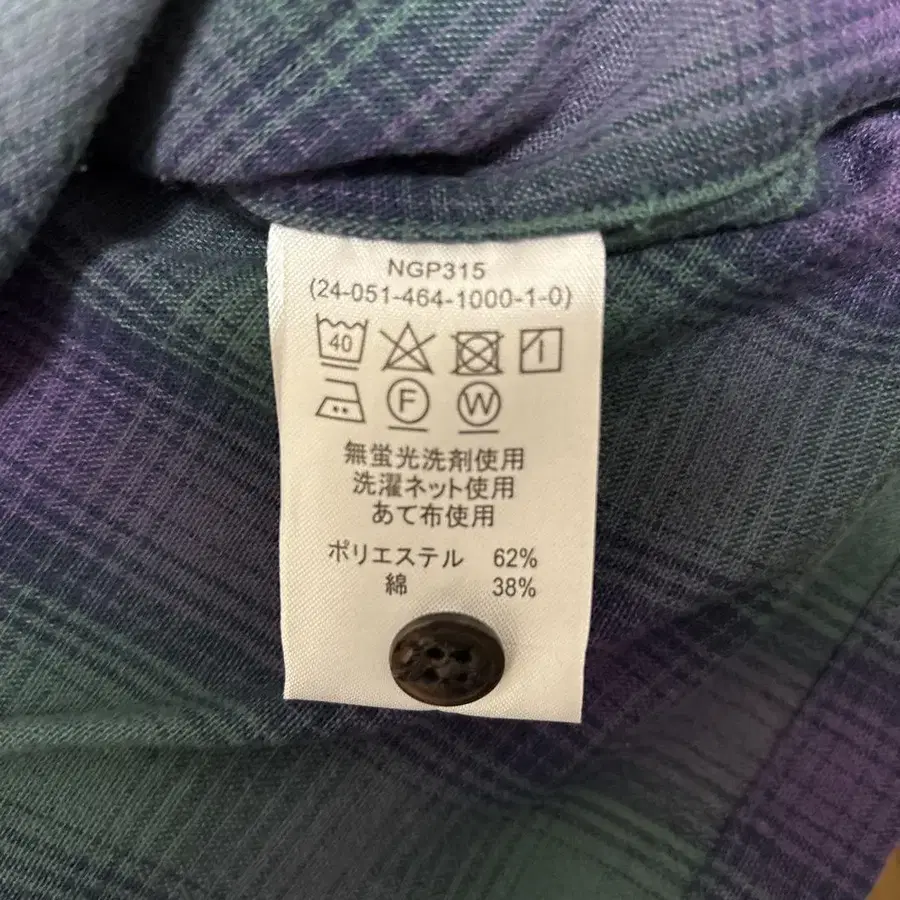 NGP315
(24-051-464-1000-1-0)
40
F W
無蛍光洗剤使用
洗濯ネット使用
あて布使用
ポリエステル 62%
綿 38%